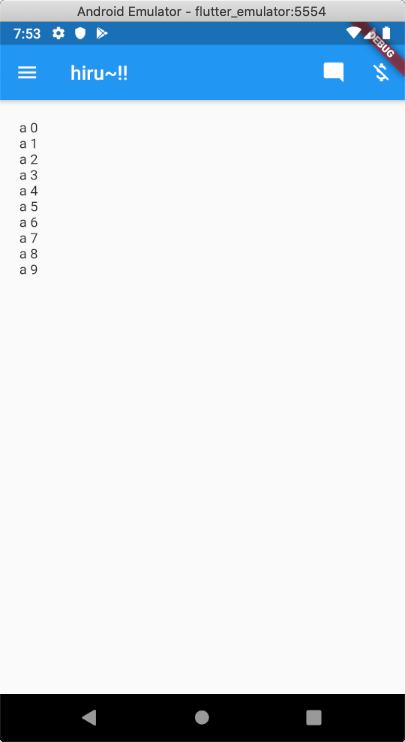 Android Emulator - flutter_emulator:5554
7:53
DEBUG
hiru~!!
a 0
a 1
a 2
a 3
a 4
a 5
a 6
a 7
a 8
a 9